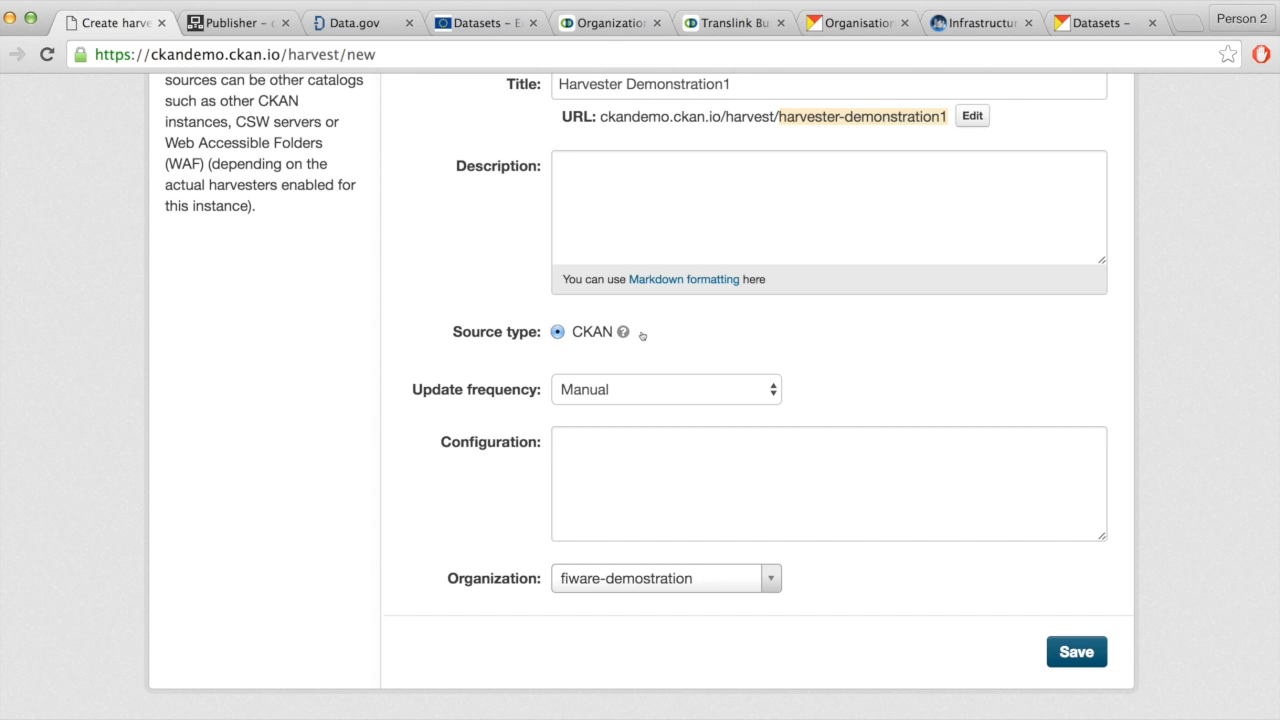 Create harve
Publisher –
Data.gov
Datasets – E
Organization
Translink Bu
Organisatio
Infrastructur
Datasets –
Person 2
https://ckandemo.ckan.io/harvest/new
sources can be other catalogs
such as other CKAN
instances, CSW servers or
Web Accessible Folders
(WAF) (depending on the
actual harvesters enabled for
this instance).
Title: Harvester Demonstration1
URL: ckandemo.ckan.io/harvest/harvester-demonstration1 Edit
Description:
You can use Markdown formatting here
Source type: CKAN ?
Update frequency: Manual
Configuration:
Organization: fiware-demostration
Save